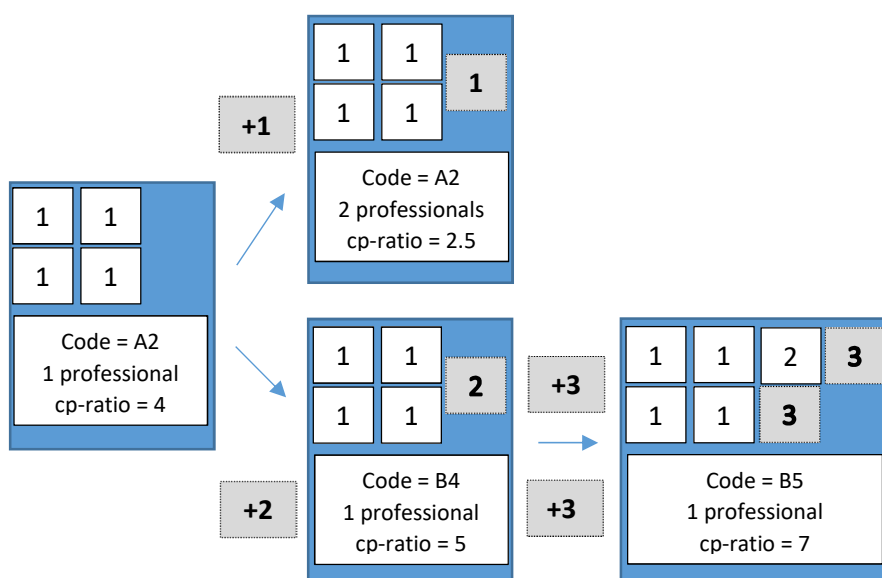 1 1
1 1
Code = A2
1 professional
cp-ratio = 4
+1
1 1 1
1 1
Code = A2
2 professionals
cp-ratio = 2.5
+2
1 1 2
1 1
Code = B4
1 professional
cp-ratio = 5
+3
+3
1 1 2 3
1 1 3
Code = B5
1 professional
cp-ratio = 7